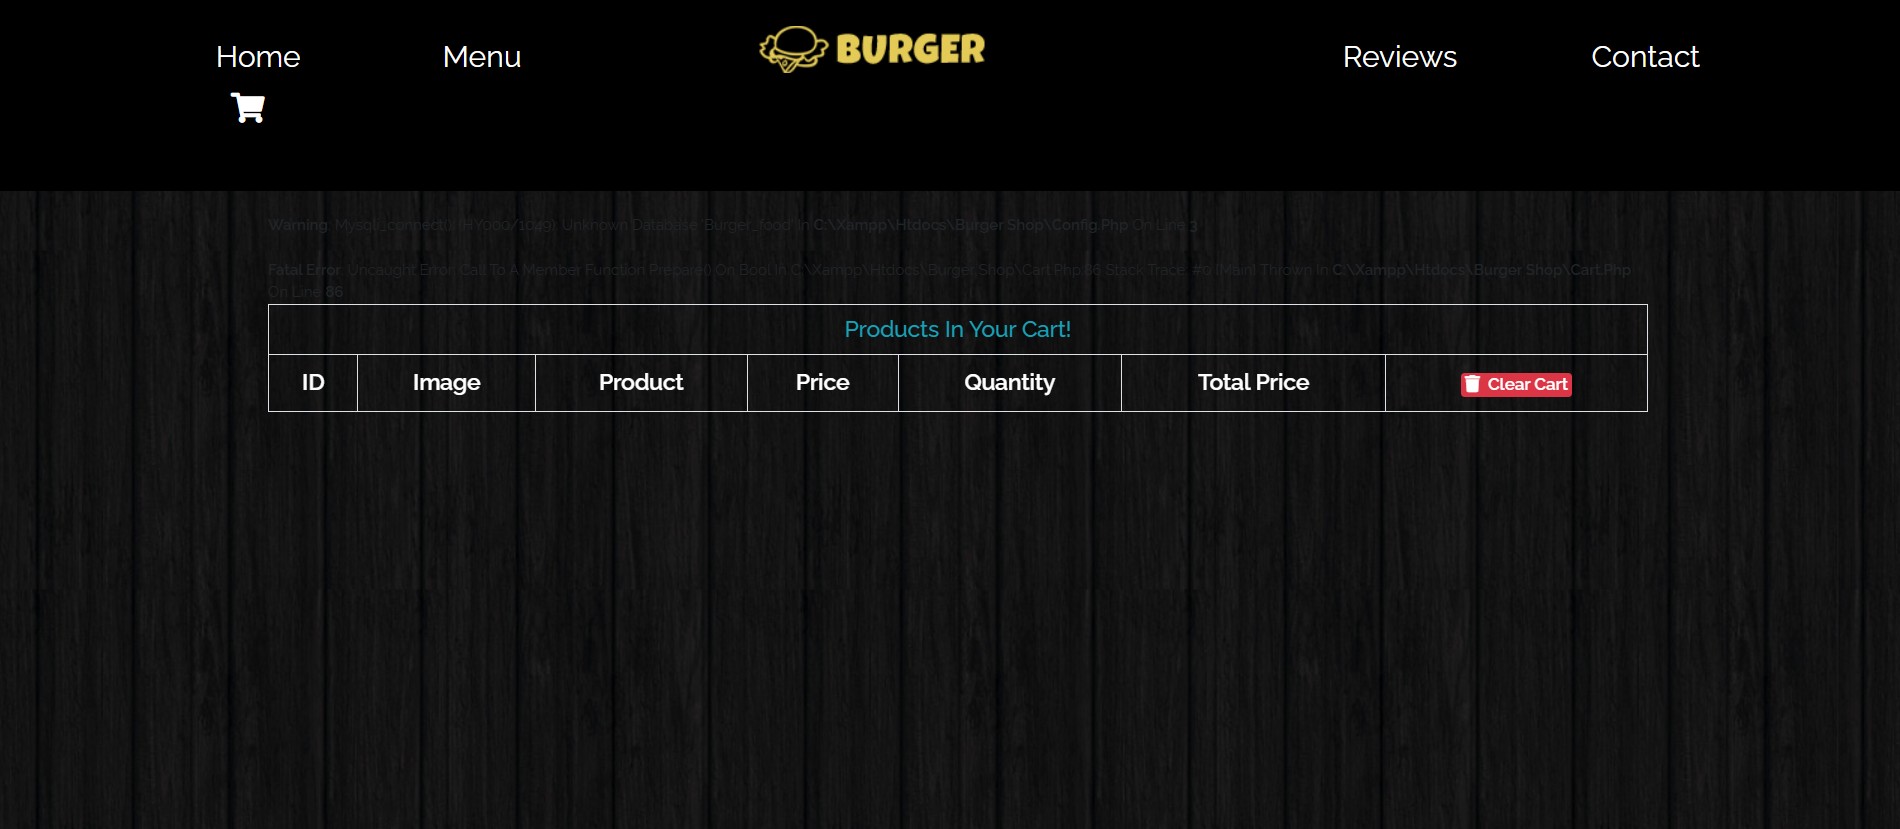 Home
Menu
BURGER
Reviews
Contact
Warning: Mysqli_connect(): (HY000/1049): Unknown Database 'Burger_food' In C:\Xampp\Htdocs\Burger Shop\Config.Php On Line 3
Fatal Error: Uncaught Error: Call To A Member Function Prepare() On Bool In C:\Xampp\Htdocs\Burger Shop\Cart.Php:86 Stack Trace: #0 {Main} Thrown In C:\Xampp\Htdocs\Burger Shop\Cart.Php
On Line 86
Products In Your Cart!
ID Image Product Price Quantity Total Price Clear Cart